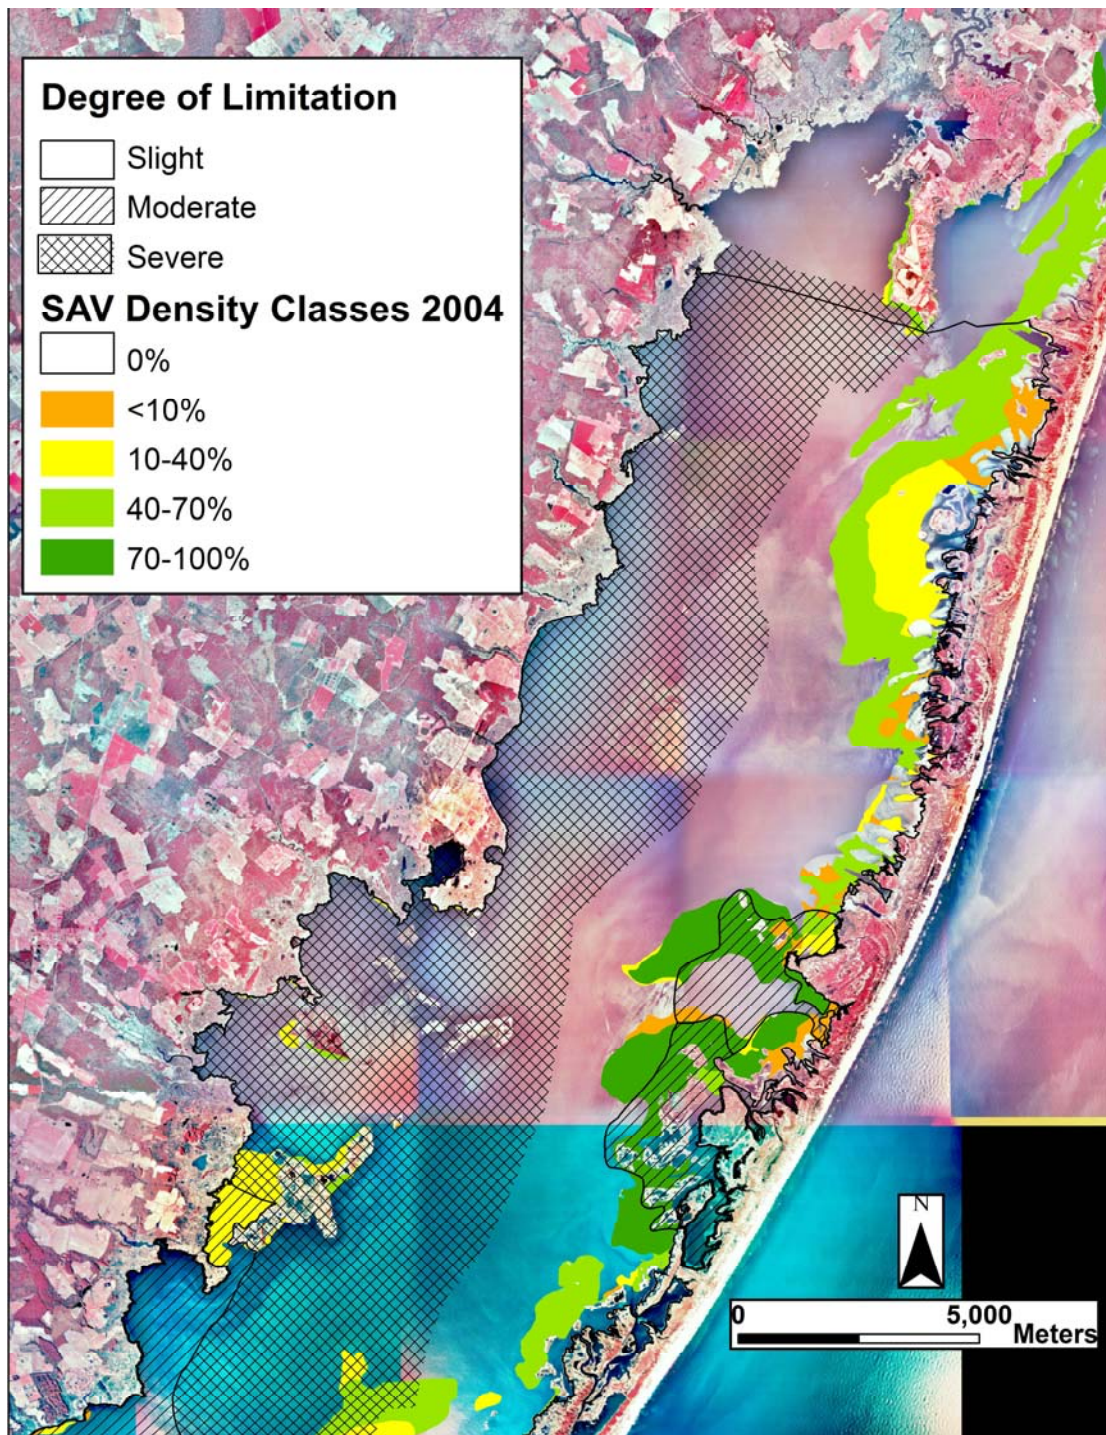 Degree of Limitation
Slight
Moderate
Severe
SAV Density Classes 2004
0%
<10%
10-40%
40-70%
70-100%
N
0 5,000
Meters